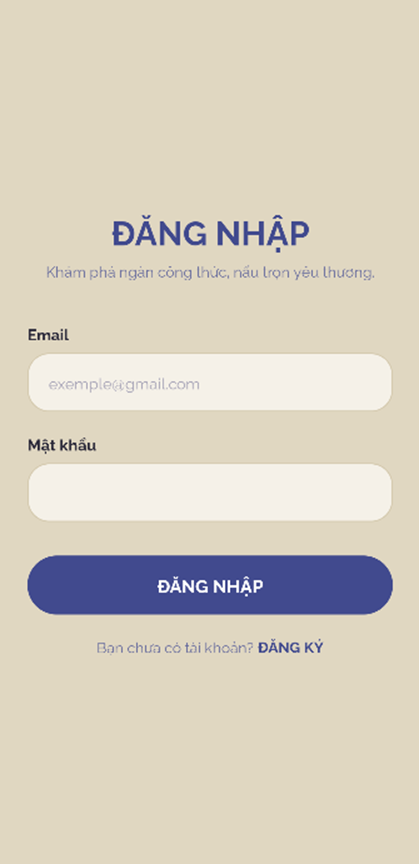 ĐĂNG NHẬP
Khám phá ngàn công thức, nấu trọn yêu thương.
Email
exemple@gmail.com
Mật khẩu
ĐĂNG NHẬP
Bạn chưa có tài khoản? ĐĂNG KÝ